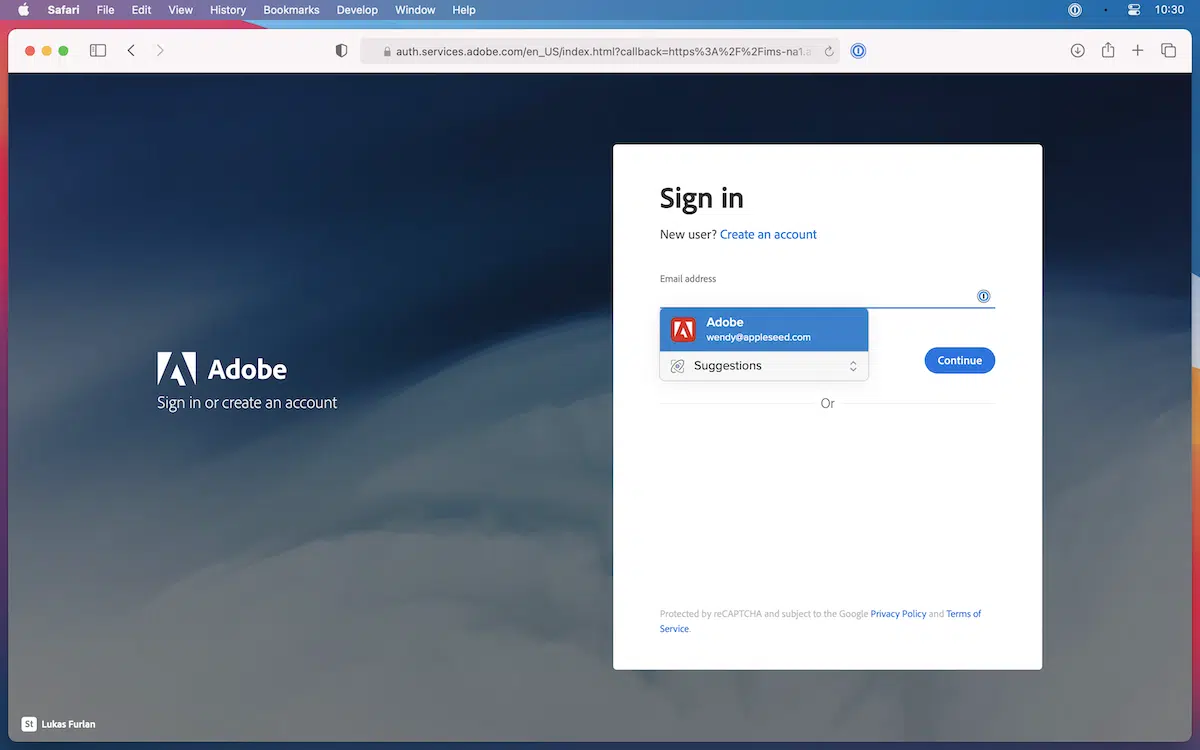 Safari File Edit View History Bookmarks Develop Window Help 10:30
auth.services.adobe.com/en_US/index.html?callback=https%3A%2F%2Fims-na1.a
Sign in
New user? Create an account
Email address
Adobe
wendy@appleseed.com
Suggestions
Continue
Or
Adobe
Sign in or create an account
Protected by reCAPTCHA and subject to the Google Privacy Policy and Terms of
Service.
St Lukas Furlan